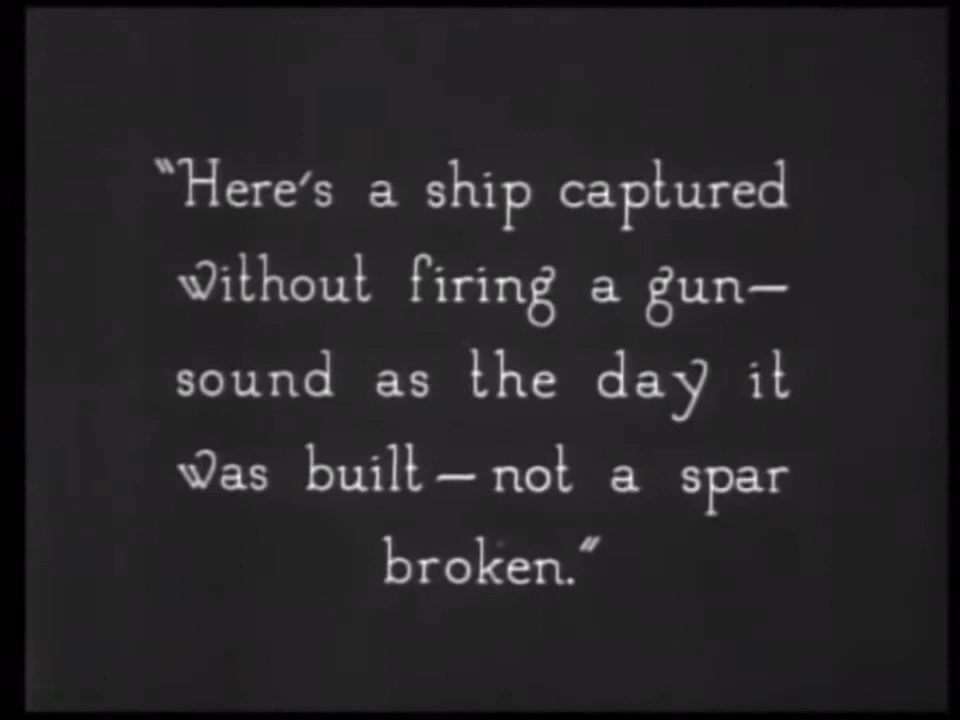 "Here's a ship captured
without firing a gun—
sound as the day it
was built — not a spar
broken."